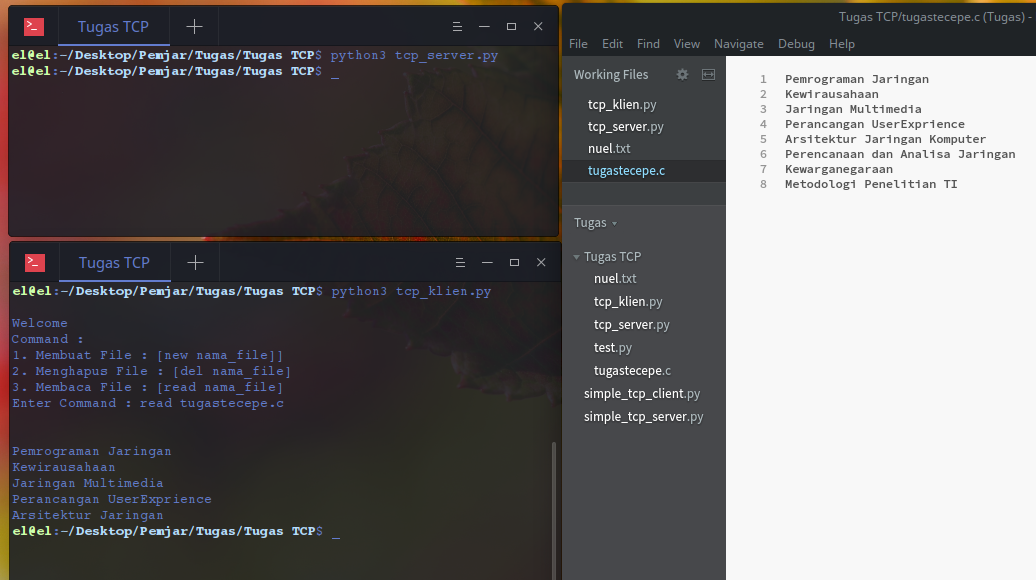 Tugas TCP
el@el:~/Desktop/Pemjar/Tugas/Tugas TCP$ python3 tcp_server.py
el@el:~/Desktop/Pemjar/Tugas/Tugas TCP$ _
Tugas TCP
el@el:~/Desktop/Pemjar/Tugas/Tugas TCP$ python3 tcp_klien.py
Welcome
Command :
1. Membuat File : [new nama_file]]
2. Menghapus File : [del nama_file]
3. Membaca File : [read nama_file]
Enter Command : read tugastecepe.c
Pemrograman Jaringan
Kewirausahaan
Jaringan Multimedia
Perancangan UserExprience
Arsitektur Jaringan
el@el:~/Desktop/Pemjar/Tugas/Tugas TCP$ _
Tugas TCP/tugastecepe.c (Tugas) -
File Edit Find View Navigate Debug Help
Working Files
tcp_klien.py
tcp_server.py
nuel.txt
tugastecepe.c
Tugas
Tugas TCP
nuel.txt
tcp_klien.py
tcp_server.py
test.py
tugastecepe.c
simple_tcp_client.py
simple_tcp_server.py
1 Pemrograman Jaringan
2 Kewirausahaan
3 Jaringan Multimedia
4 Perancangan UserExprience
5 Arsitektur Jaringan Komputer
6 Perencanaan dan Analisa Jaringan
7 Kewarganegaraan
8 Metodologi Penelitian TI